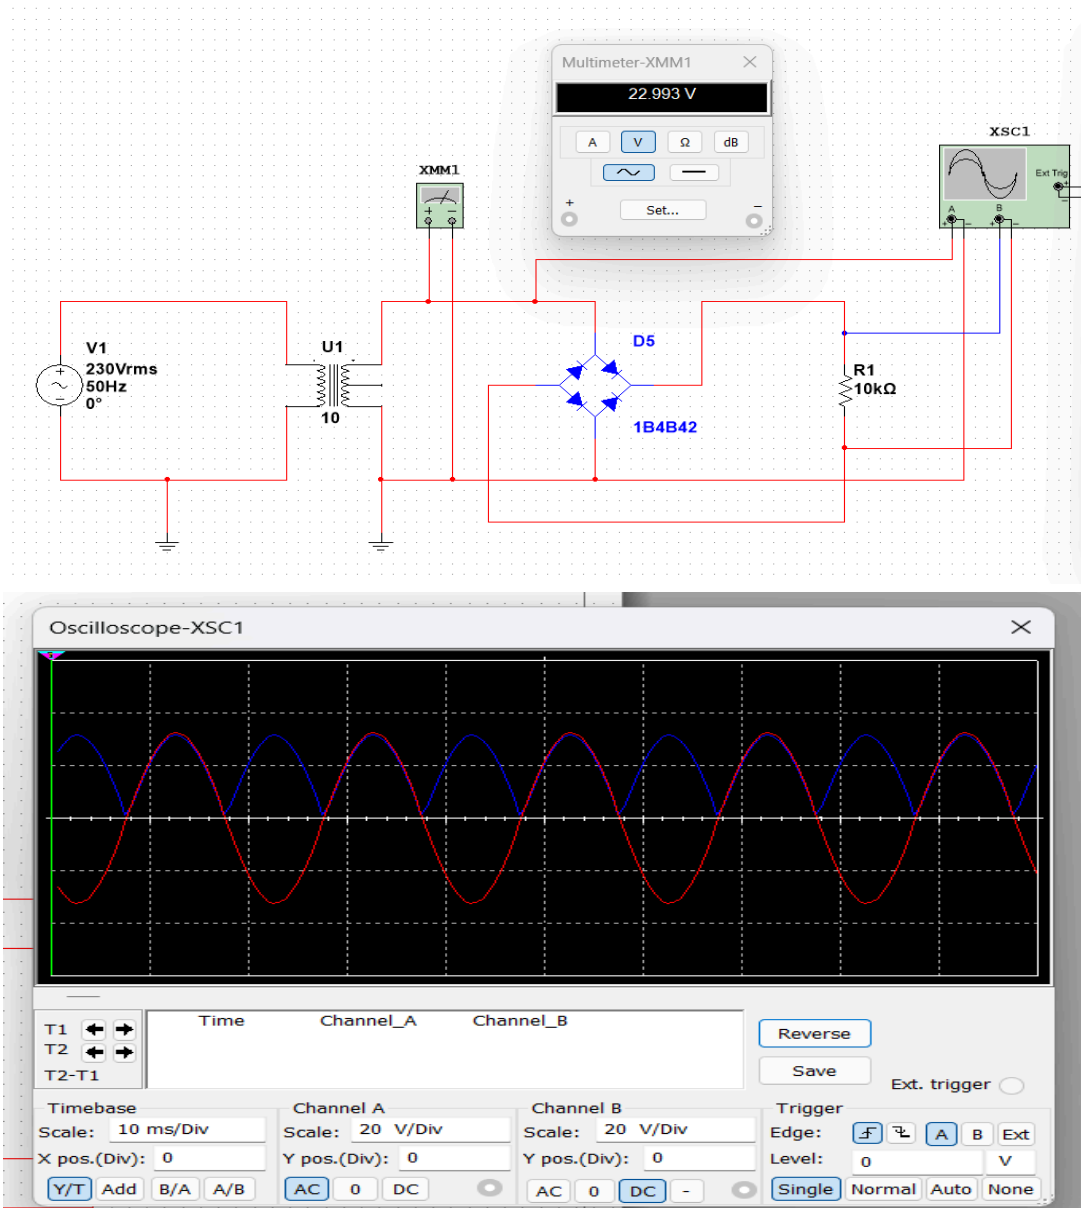 Multimeter-XMM1
22.993 V
A V Ω dB
+ −
Set...
XMM1
+ −
XSC1
Ext Trig
+
−
A B
+ − + −
V1
230Vrms
50Hz
0°
+
−
U1
10
D5
1B4B42
R1
10kΩ
Oscilloscope-XSC1
Time Channel_A Channel_B
T1
T2
T2-T1
Reverse
Save
Ext. trigger
Timebase
Scale: 10 ms/Div
X pos.(Div): 0
Y/T Add B/A A/B
Channel A
Scale: 20 V/Div
Y pos.(Div): 0
AC 0 DC
Channel B
Scale: 20 V/Div
Y pos.(Div): 0
AC 0 DC -
Trigger
Edge: A B Ext
Level: 0 V
Single Normal Auto None